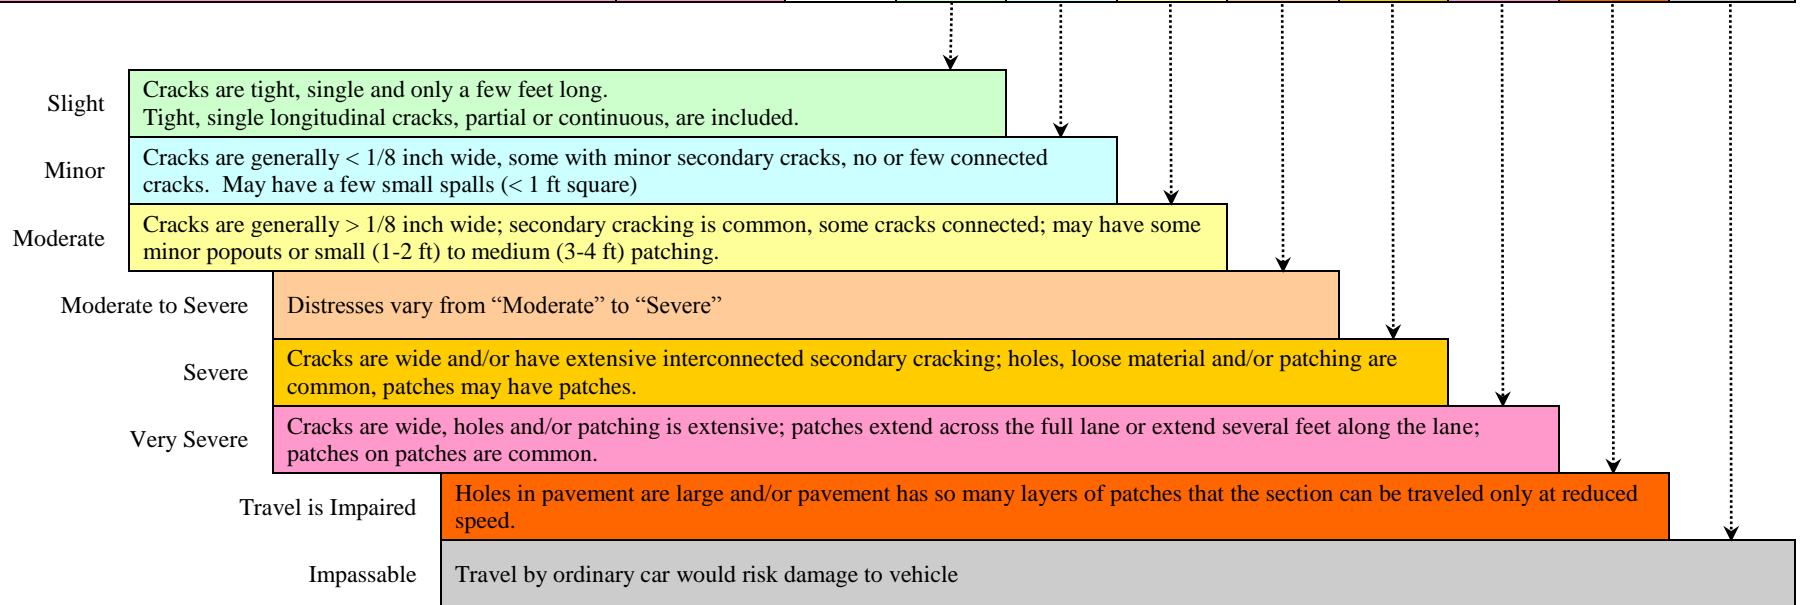 Slight
Cracks are tight, single and only a few feet long.
Tight, single longitudinal cracks, partial or continuous, are included.
Minor
Cracks are generally < 1/8 inch wide, some with minor secondary cracks, no or few connected
cracks.  May have a few small spalls (< 1 ft square)
Moderate
Cracks are generally > 1/8 inch wide; secondary cracking is common, some cracks connected; may have some
minor popouts or small (1-2 ft) to medium (3-4 ft) patching.
Moderate to Severe
Distresses vary from “Moderate” to “Severe”
Severe
Cracks are wide and/or have extensive interconnected secondary cracking; holes, loose material and/or patching are
common, patches may have patches.
Very Severe
Cracks are wide, holes and/or patching is extensive; patches extend across the full lane or extend several feet along the lane;
patches on patches are common.
Travel is Impaired
Holes in pavement are large and/or pavement has so many layers of patches that the section can be traveled only at reduced
speed.
Impassable
Travel by ordinary car would risk damage to vehicle